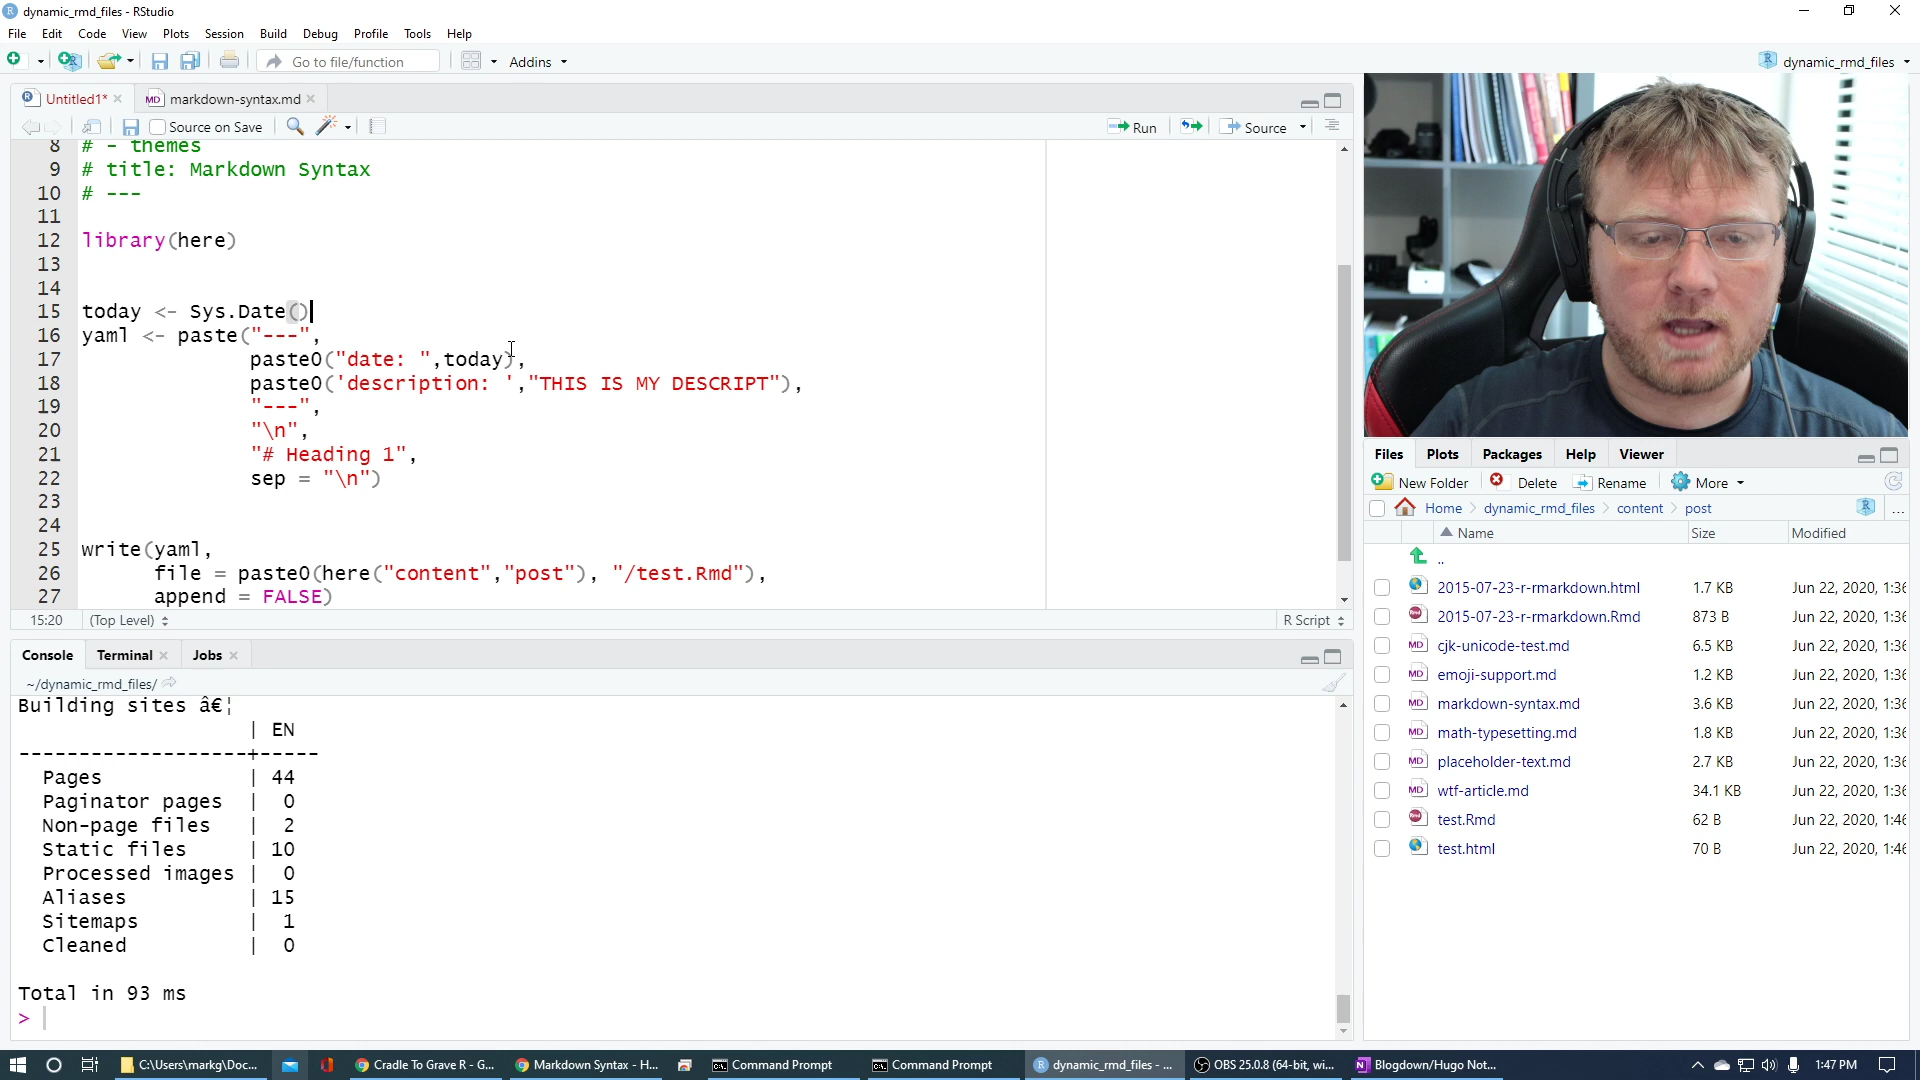 dynamic_rmd_files - RStudio
File Edit Code View Plots Session Build Debug Profile Tools Help
Go to file/function Addins dynamic_rmd_files
Untitled1* markdown-syntax.md
Source on Save Run Source
8 # - themes
9 # title: Markdown Syntax
10 # ---
11
12 library(here)
13
14
15 today <- Sys.Date()
16 yaml <- paste("---",
17 paste0("date: ",today),
18 paste0('description: ',"THIS IS MY DESCRIPT"),
19 "---",
20 "\n",
21 "# Heading 1",
22 sep = "\n")
23
24
25 write(yaml,
26 file = paste0(here("content","post"), "/test.Rmd"),
27 append = FALSE)
15:20 (Top Level) R Script
Console Terminal Jobs
~/dynamic_rmd_files/
Building sites â€¦
| EN
-------------------+-----
Pages | 44
Paginator pages | 0
Non-page files | 2
Static files | 10
Processed images | 0
Aliases | 15
Sitemaps | 1
Cleaned | 0
Total in 93 ms
>
Files Plots Packages Help Viewer
New Folder Delete Rename More
Home dynamic_rmd_files content post ...
Name Size Modified
..
2015-07-23-r-rmarkdown.html 1.7 KB Jun 22, 2020, 1:36
2015-07-23-r-rmarkdown.Rmd 873 B Jun 22, 2020, 1:36
cjk-unicode-test.md 6.5 KB Jun 22, 2020, 1:36
emoji-support.md 1.2 KB Jun 22, 2020, 1:36
markdown-syntax.md 3.6 KB Jun 22, 2020, 1:36
math-typesetting.md 1.8 KB Jun 22, 2020, 1:36
placeholder-text.md 2.7 KB Jun 22, 2020, 1:36
wtf-article.md 34.1 KB Jun 22, 2020, 1:36
test.Rmd 62 B Jun 22, 2020, 1:46
test.html 70 B Jun 22, 2020, 1:46
C:\Users\markg\Doc... Cradle To Grave R - G... Markdown Syntax - H... Command Prompt Command Prompt dynamic_rmd_files - ... OBS 25.0.8 (64-bit, wi... Blogdown/Hugo Not... 1:47 PM